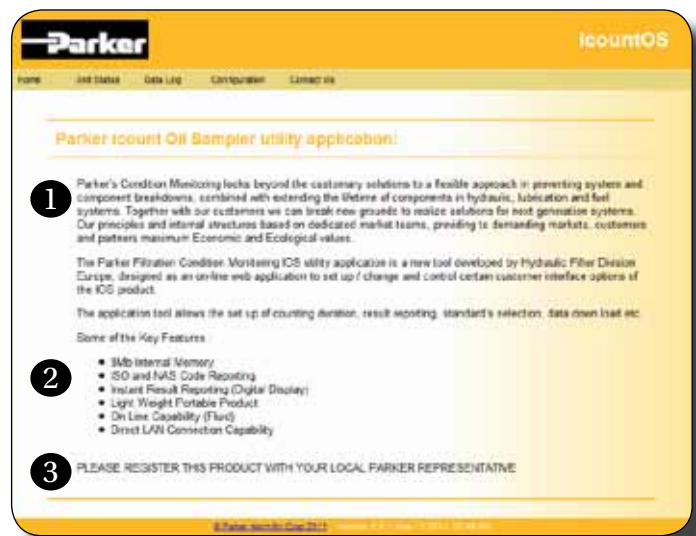 Parker
IcountOS
Home Unit Status Data Log Configuration Contact Us
Parker Icount Oil Sampler utility application:
1
Parker's Condition Monitoring looks beyond the customary solutions to a flexible approach in preventing system and
component breakdowns, combined with extending the lifetime of components in hydraulic, lubrication and fuel
systems. Together with our customers we can break new grounds to realize solutions for next generation systems.
Our principles and internal structures based on dedicated market teams, providing to demanding markets, customers
and partners maximum Economic and Ecological values.
The Parker Filtration Condition Monitoring IOS utility application is a new tool developed by Hydraulic Filter Division
Europe, designed as an on-line web application to set up / change and control certain customer interface options of
the IOS product.
The application tool allows the set up of counting duration, result reporting, standard's selection, data down load etc.
Some of the Key Features
2
• Internal Memory
• ISO and NAS Code Reporting
• Instant Result Reporting (Digital Display)
• Light Weight Portable Product
• On Line Capability (Fluid)
• Direct LAN Connection Capability
3
PLEASE REGISTER THIS PRODUCT WITH YOUR LOCAL PARKER REPRESENTATIVE
© Parker Hannifin Corp 2011